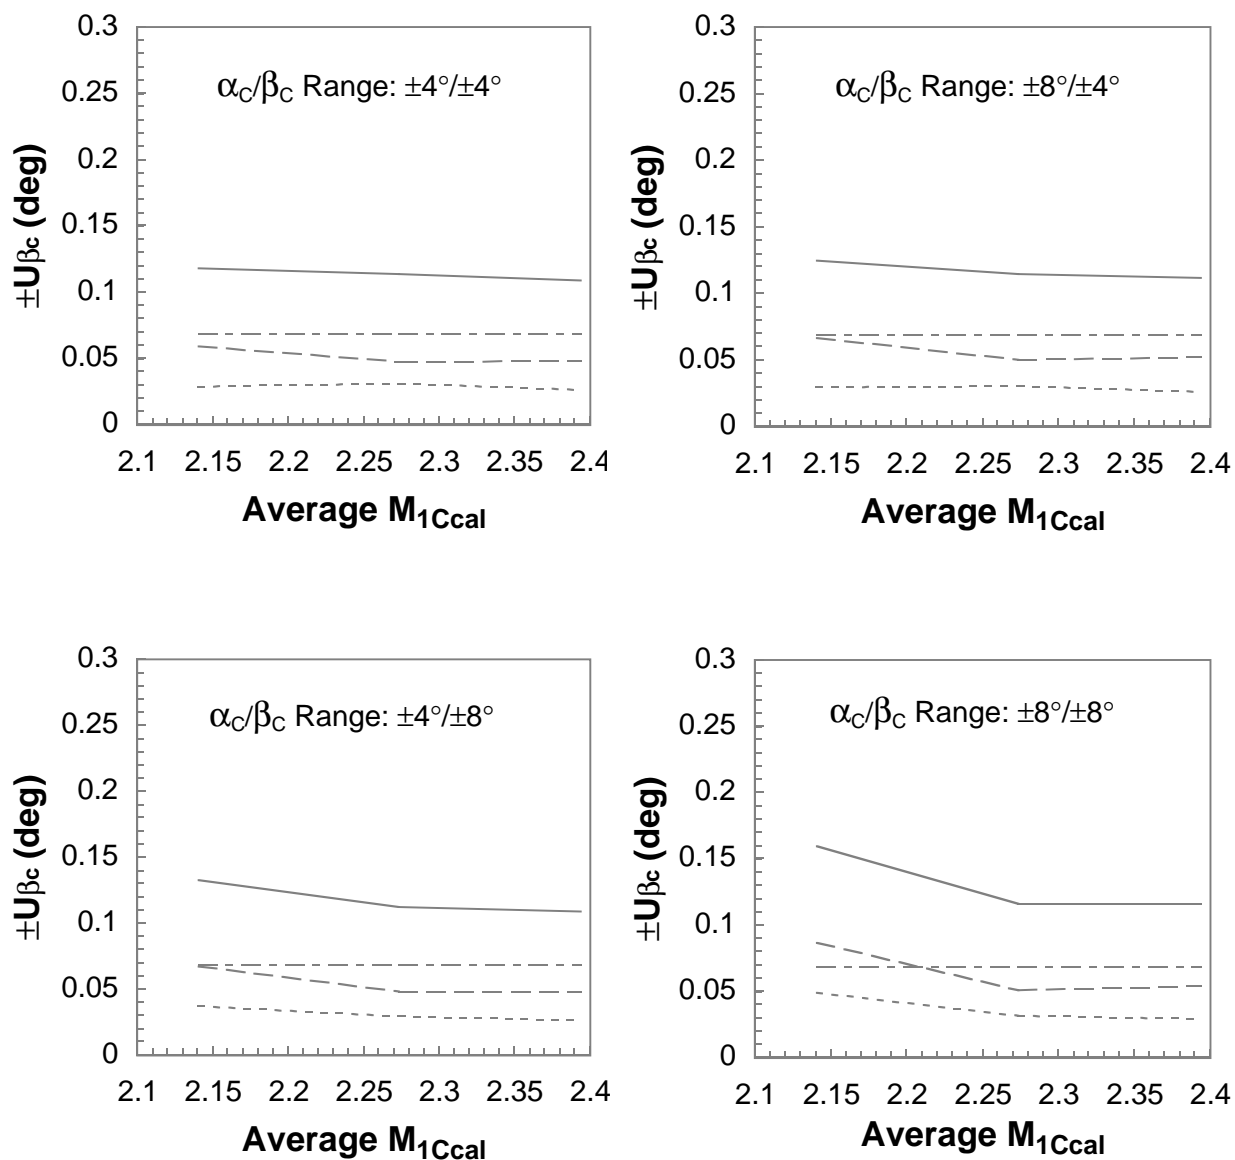 0.3
0.25
0.2
0.15
0.1
0.05
0
±Uβc (deg)
αC/βC Range: ±4°/±4°
2.1 2.15 2.2 2.25 2.3 2.35 2.4
Average M1Ccal
0.3
0.25
0.2
0.15
0.1
0.05
0
±Uβc (deg)
αC/βC Range: ±8°/±4°
2.1 2.15 2.2 2.25 2.3 2.35 2.4
Average M1Ccal
0.3
0.25
0.2
0.15
0.1
0.05
0
±Uβc (deg)
αC/βC Range: ±4°/±8°
2.1 2.15 2.2 2.25 2.3 2.35 2.4
Average M1Ccal
0.3
0.25
0.2
0.15
0.1
0.05
0
±Uβc (deg)
αC/βC Range: ±8°/±8°
2.1 2.15 2.2 2.25 2.3 2.35 2.4
Average M1Ccal